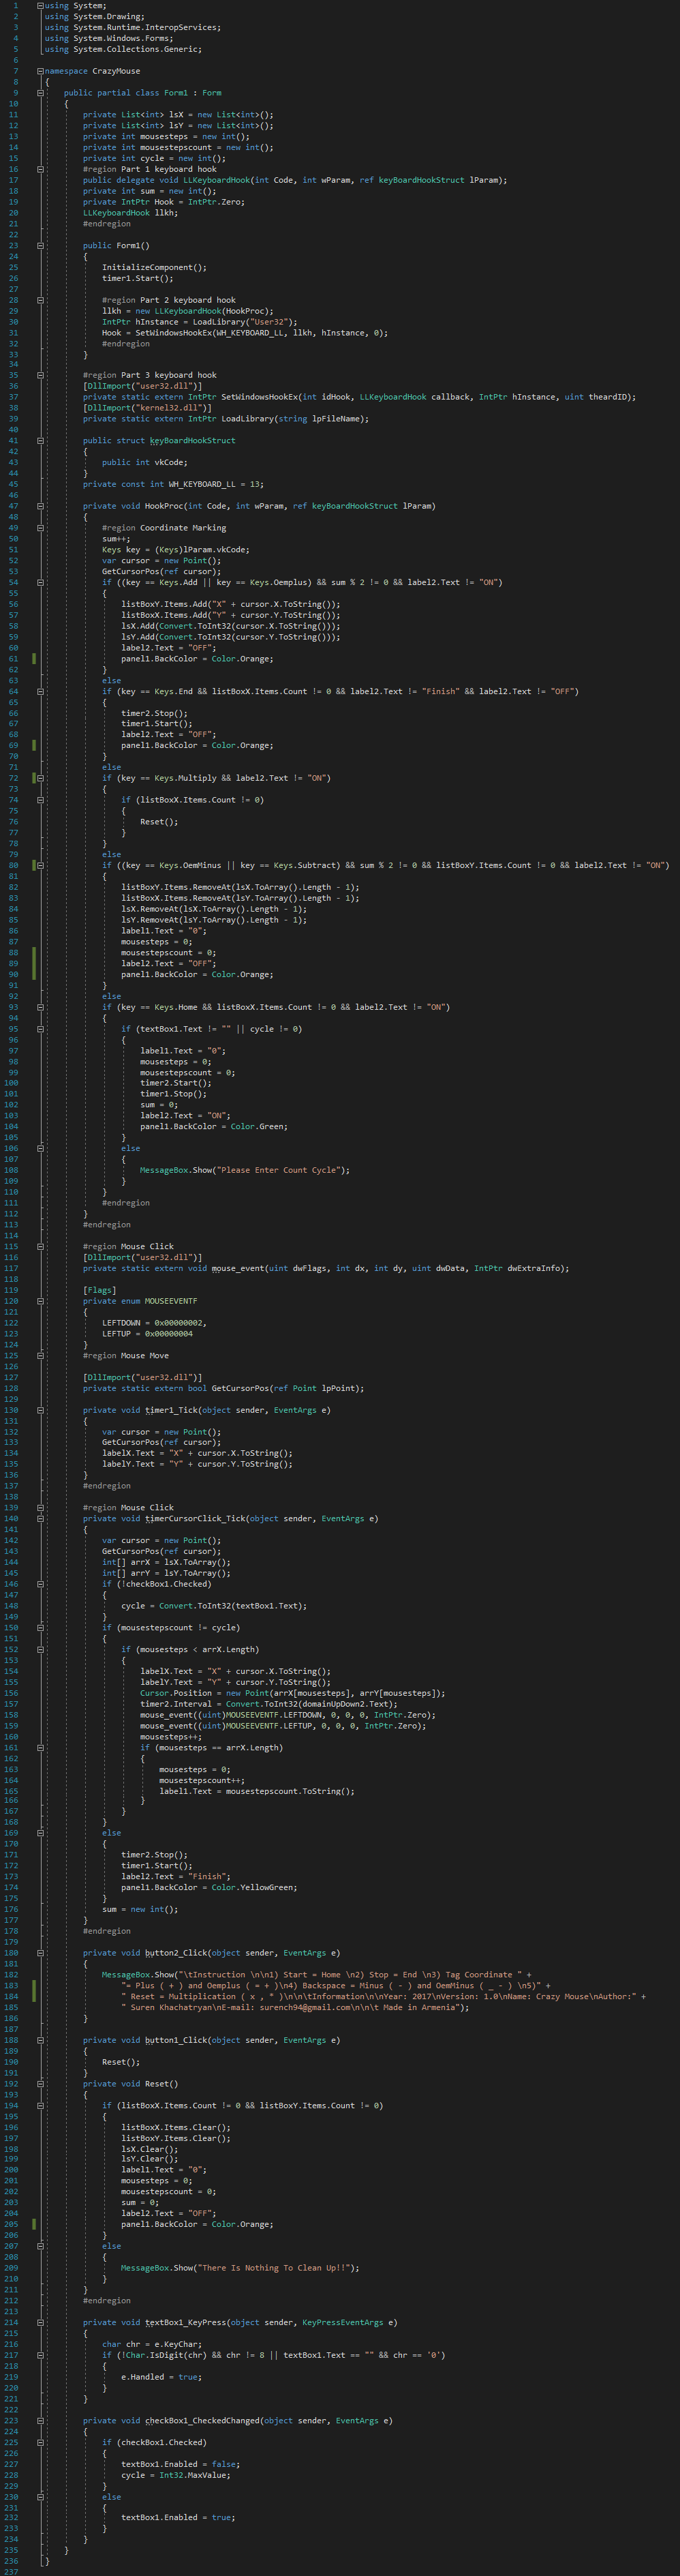 1 using System;
2 using System.Drawing;
3 using System.Runtime.InteropServices;
4 using System.Windows.Forms;
5 using System.Collections.Generic;
6
7 namespace CrazyMouse
8 {
9 public partial class Form1 : Form
10 {
11 private List<int> lsX = new List<int>();
12 private List<int> lsY = new List<int>();
13 private int mousesteps = new int();
14 private int mousestepscount = new int();
15 private int cycle = new int();
16 #region Part 1 keyboard hook
17 public delegate void LLKeyboardHook(int Code, int wParam, ref keyBoardHookStruct lParam);
18 private int sum = new int();
19 private IntPtr Hook = IntPtr.Zero;
20 LLKeyboardHook llkh;
21 #endregion
22
23 public Form1()
24 {
25 InitializeComponent();
26 timer1.Start();
27
28 #region Part 2 keyboard hook
29 llkh = new LLKeyboardHook(HookProc);
30 IntPtr hInstance = LoadLibrary("User32");
31 Hook = SetWindowsHookEx(WH_KEYBOARD_LL, llkh, hInstance, 0);
32 #endregion
33 }
34
35 #region Part 3 keyboard hook
36 [DllImport("user32.dll")]
37 private static extern IntPtr SetWindowsHookEx(int idHook, LLKeyboardHook callback, IntPtr hInstance, uint theardID);
38 [DllImport("kernel32.dll")]
39 private static extern IntPtr LoadLibrary(string lpFileName);
40
41 public struct keyBoardHookStruct
42 {
43 public int vkCode;
44 }
45 private const int WH_KEYBOARD_LL = 13;
46
47 private void HookProc(int Code, int wParam, ref keyBoardHookStruct lParam)
48 {
49 #region Coordinate Marking
50 sum++;
51 Keys key = (Keys)lParam.vkCode;
52 var cursor = new Point();
53 GetCursorPos(ref cursor);
54 if ((key == Keys.Add || key == Keys.Oemplus) && sum % 2 != 0 && label2.Text != "ON")
55 {
56 listBoxY.Items.Add("X" + cursor.X.ToString());
57 listBoxX.Items.Add("Y" + cursor.Y.ToString());
58 lsX.Add(Convert.ToInt32(cursor.X.ToString()));
59 lsY.Add(Convert.ToInt32(cursor.Y.ToString()));
60 label2.Text = "OFF";
61 panel1.BackColor = Color.Orange;
62 }
63 else
64 if (key == Keys.End && listBoxX.Items.Count != 0 && label2.Text != "Finish" && label2.Text != "OFF")
65 {
66 timer2.Stop();
67 timer1.Start();
68 label2.Text = "OFF";
69 panel1.BackColor = Color.Orange;
70 }
71 else
72 if (key == Keys.Multiply && label2.Text != "ON")
73 {
74 if (listBoxX.Items.Count != 0)
75 {
76 Reset();
77 }
78 }
79 else
80 if ((key == Keys.OemMinus || key == Keys.Subtract) && sum % 2 != 0 && listBoxY.Items.Count != 0 && label2.Text != "ON")
81 {
82 listBoxY.Items.RemoveAt(lsX.ToArray().Length - 1);
83 listBoxX.Items.RemoveAt(lsY.ToArray().Length - 1);
84 lsX.RemoveAt(lsX.ToArray().Length - 1);
85 lsY.RemoveAt(lsY.ToArray().Length - 1);
86 label1.Text = "0";
87 mousesteps = 0;
88 mousestepscount = 0;
89 label2.Text = "OFF";
90 panel1.BackColor = Color.Orange;
91 }
92 else
93 if (key == Keys.Home && listBoxX.Items.Count != 0 && label2.Text != "ON")
94 {
95 if (textBox1.Text != "" || cycle != 0)
96 {
97 label1.Text = "0";
98 mousesteps = 0;
99 mousestepscount = 0;
100 timer2.Start();
101 timer1.Stop();
102 sum = 0;
103 label2.Text = "ON";
104 panel1.BackColor = Color.Green;
105 }
106 else
107 {
108 MessageBox.Show("Please Enter Count Cycle");
109 }
110 }
111 #endregion
112 }
113 #endregion
114
115 #region Mouse Click
116 [DllImport("user32.dll")]
117 private static extern void mouse_event(uint dwFlags, int dx, int dy, uint dwData, IntPtr dwExtraInfo);
118
119 [Flags]
120 private enum MOUSEEVENTF
121 {
122 LEFTDOWN = 0x00000002,
123 LEFTUP = 0x00000004
124 }
125 #region Mouse Move
126
127 [DllImport("user32.dll")]
128 private static extern bool GetCursorPos(ref Point lpPoint);
129
130 private void timer1_Tick(object sender, EventArgs e)
131 {
132 var cursor = new Point();
133 GetCursorPos(ref cursor);
134 labelX.Text = "X" + cursor.X.ToString();
135 labelY.Text = "Y" + cursor.Y.ToString();
136 }
137 #endregion
138
139 #region Mouse Click
140 private void timerCursorClick_Tick(object sender, EventArgs e)
141 {
142 var cursor = new Point();
143 GetCursorPos(ref cursor);
144 int[] arrX = lsX.ToArray();
145 int[] arrY = lsY.ToArray();
146 if (!checkBox1.Checked)
147 {
148 cycle = Convert.ToInt32(textBox1.Text);
149 }
150 if (mousestepscount != cycle)
151 {
152 if (mousesteps < arrX.Length)
153 {
154 labelX.Text = "X" + cursor.X.ToString();
155 labelY.Text = "Y" + cursor.Y.ToString();
156 Cursor.Position = new Point(arrX[mousesteps], arrY[mousesteps]);
157 timer2.Interval = Convert.ToInt32(domainUpDown2.Text);
158 mouse_event((uint)MOUSEEVENTF.LEFTDOWN, 0, 0, 0, IntPtr.Zero);
159 mouse_event((uint)MOUSEEVENTF.LEFTUP, 0, 0, 0, IntPtr.Zero);
160 mousesteps++;
161 if (mousesteps == arrX.Length)
162 {
163 mousesteps = 0;
164 mousestepscount++;
165 label1.Text = mousestepscount.ToString();
166 }
167 }
168 }
169 else
170 {
171 timer2.Stop();
172 timer1.Start();
173 label2.Text = "Finish";
174 panel1.BackColor = Color.YellowGreen;
175 }
176 sum = new int();
177 }
178 #endregion
179
180 private void button2_Click(object sender, EventArgs e)
181 {
182 MessageBox.Show("\tInstruction \n\n1) Start = Home \n2) Stop = End \n3) Tag Coordinate " +
183 "= Plus ( + ) and Oemplus ( = + )\n4) Backspace = Minus ( - ) and OemMinus ( _ - ) \n5)" +
184 " Reset = Multiplication ( x , * )\n\n\tInformation\n\nYear: 2017\nVersion: 1.0\nName: Crazy Mouse\nAuthor:" +
185 " Suren Khachatryan\nE-mail: surench94@gmail.com\n\n\t Made in Armenia");
186 }
187
188 private void button1_Click(object sender, EventArgs e)
189 {
190 Reset();
191 }
192 private void Reset()
193 {
194 if (listBoxX.Items.Count != 0 && listBoxY.Items.Count != 0)
195 {
196 listBoxX.Items.Clear();
197 listBoxY.Items.Clear();
198 lsX.Clear();
199 lsY.Clear();
200 label1.Text = "0";
201 mousesteps = 0;
202 mousestepscount = 0;
203 sum = 0;
204 label2.Text = "OFF";
205 panel1.BackColor = Color.Orange;
206 }
207 else
208 {
209 MessageBox.Show("There Is Nothing To Clean Up!!");
210 }
211 }
212 #endregion
213
214 private void textBox1_KeyPress(object sender, KeyPressEventArgs e)
215 {
216 char chr = e.KeyChar;
217 if (!Char.IsDigit(chr) && chr != 8 || textBox1.Text == "" && chr == '0')
218 {
219 e.Handled = true;
220 }
221 }
222
223 private void checkBox1_CheckedChanged(object sender, EventArgs e)
224 {
225 if (checkBox1.Checked)
226 {
227 textBox1.Enabled = false;
228 cycle = Int32.MaxValue;
229 }
230 else
231 {
232 textBox1.Enabled = true;
233 }
234 }
235 }
236 }
237